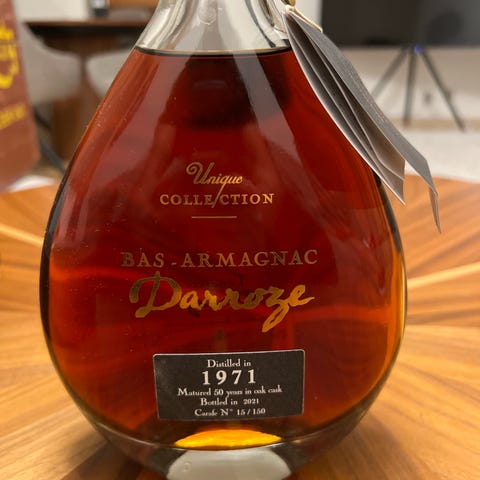 Unique
COLLECTION
BAS-ARMAGNAC
Darroze
Distilled in
1971
Matured 50 years in oak cask
Bottled in 2021
Carafe N° 15 / 150